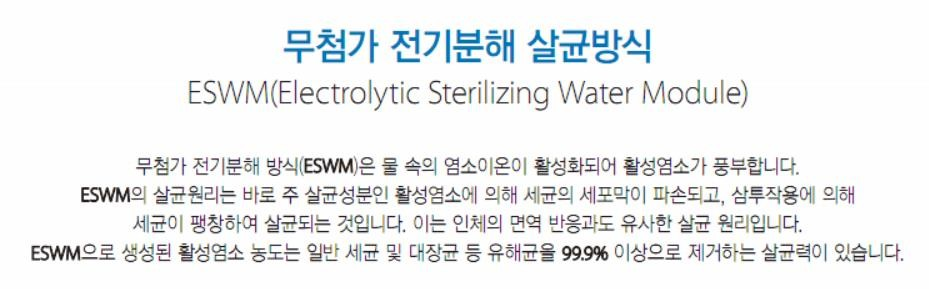 무첨가 전기분해 살균방식
ESWM(Electrolytic Sterilizing Water Module)
무첨가 전기분해 방식(ESWM)은 물 속의 염소이온이 활성화되어 활성염소가 풍부합니다.
ESWM의 살균원리는 바로 주 살균성분인 활성염소에 의해 세균의 세포막이 파손되고, 삼투작용에 의해
세균이 팽창하여 살균되는 것입니다. 이는 인체의 면역 반응과도 유사한 살균 원리입니다.
ESWM으로 생성된 활성염소 농도는 일반 세균 및 대장균 등 유해균을 99.9% 이상으로 제거하는 살균력이 있습니다.